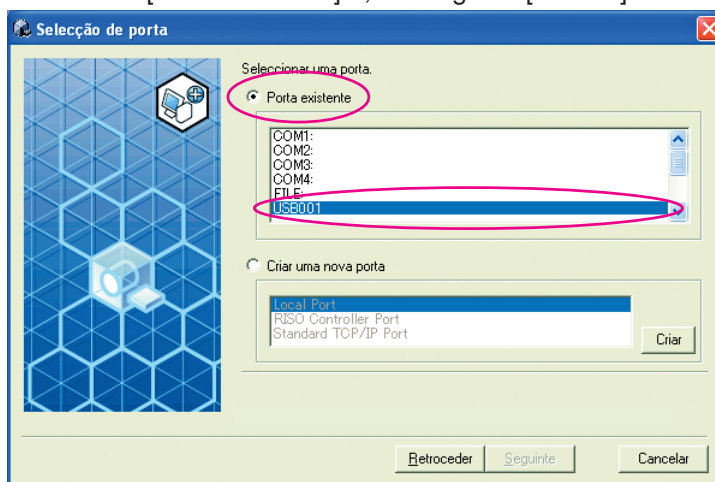 Selecção de porta
Seleccionar uma porta.
Porta existente
COM1:
COM2:
COM3:
COM4:
FILE:
USB001
Criar uma nova porta
Local Port
RISO Controller Port
Standard TCP/IP Port
Criar
Retroceder
Seguinte
Cancelar